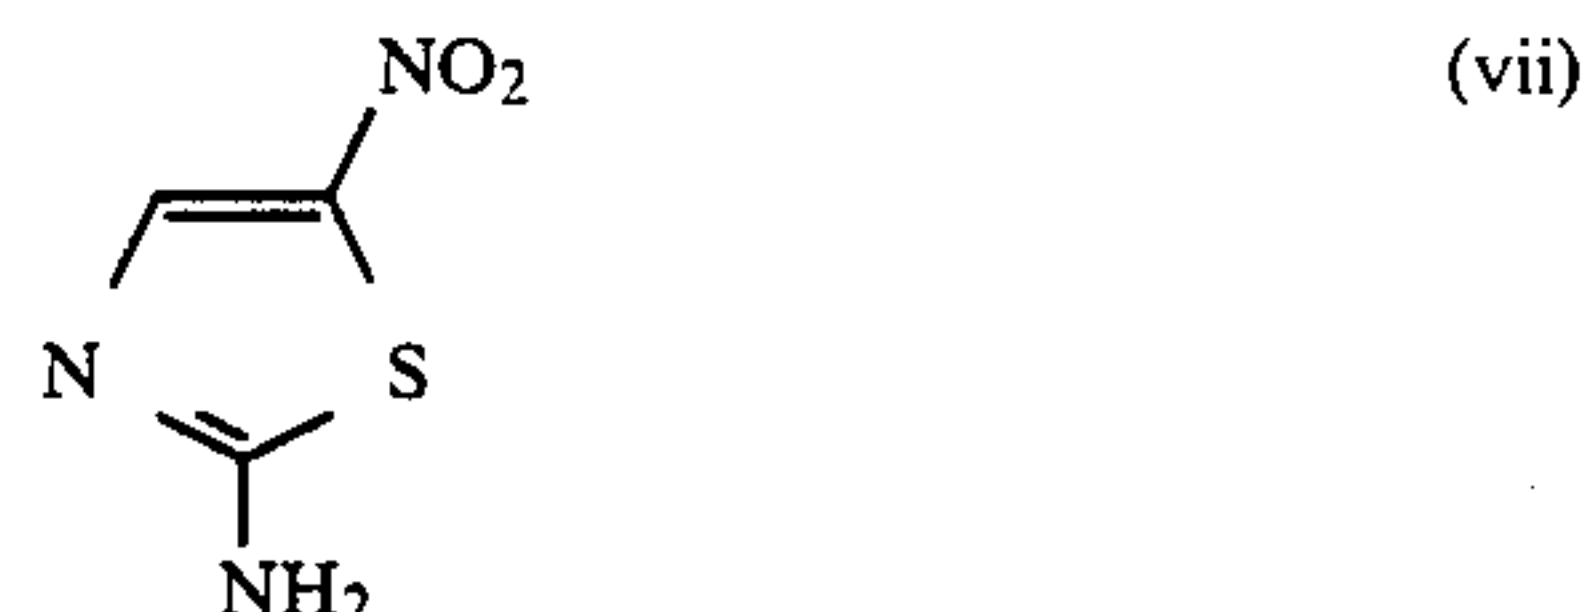 NO₂ (vii)
N S
NH₂